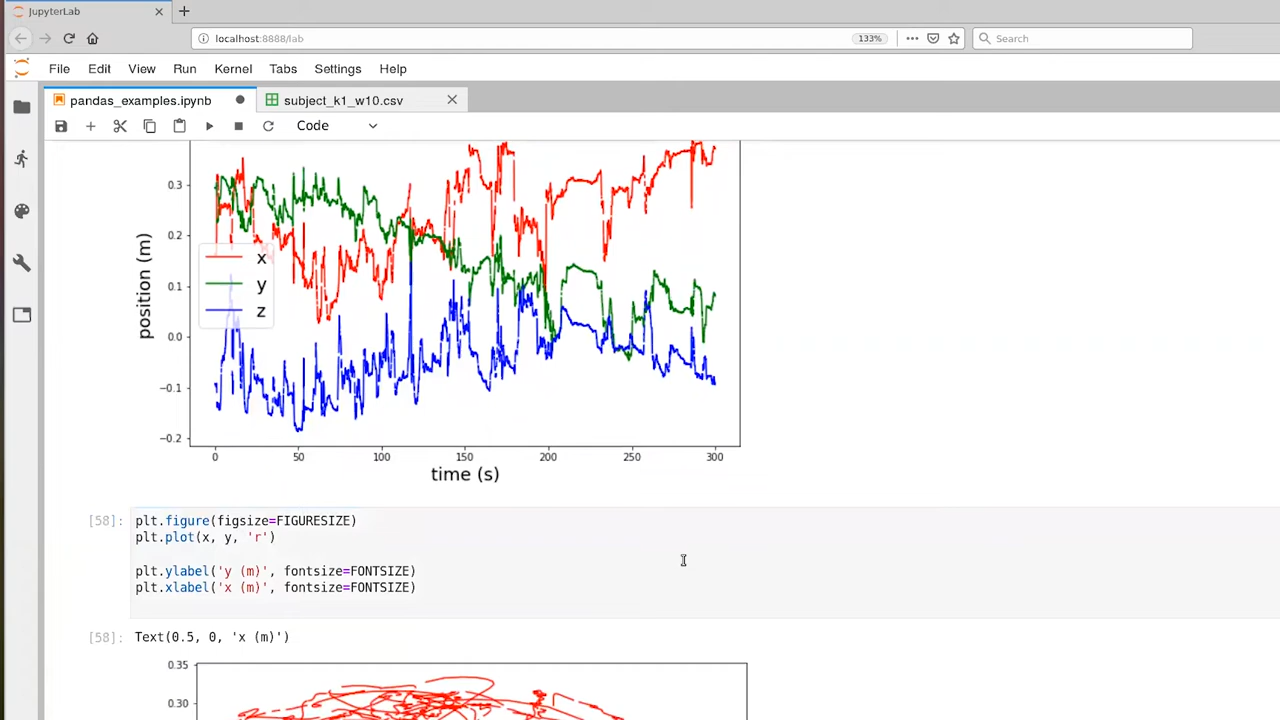 JupyterLab
localhost:8888/lab
133%
Search
File Edit View Run Kernel Tabs Settings Help
pandas_examples.ipynb
subject_k1_w10.csv
Code
0.3
0.2
0.1
0.0
−0.1
−0.2
position (m)
x
y
z
0 50 100 150 200 250 300
time (s)
[58]: plt.figure(figsize=FIGURESIZE)
plt.plot(x, y, 'r')
plt.ylabel('y (m)', fontsize=FONTSIZE)
plt.xlabel('x (m)', fontsize=FONTSIZE)
[58]: Text(0.5, 0, 'x (m)')
0.35
0.30